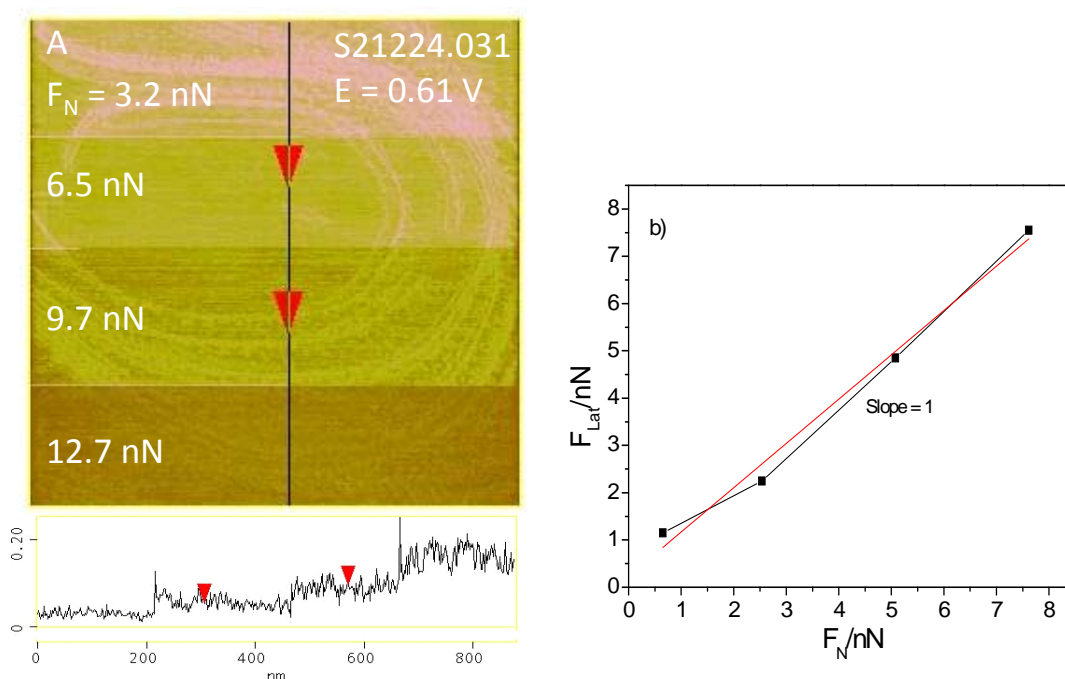 A
S21224.031
F_N = 3.2 nN
E = 0.61 V
6.5 nN
9.7 nN
12.7 nN
0.20
0
0
200
400
600
800
nm
b)
8
7
6
5
4
3
2
1
0
F_Lat/nN
Slope = 1
0
1
2
3
4
5
6
7
8
F_N/nN